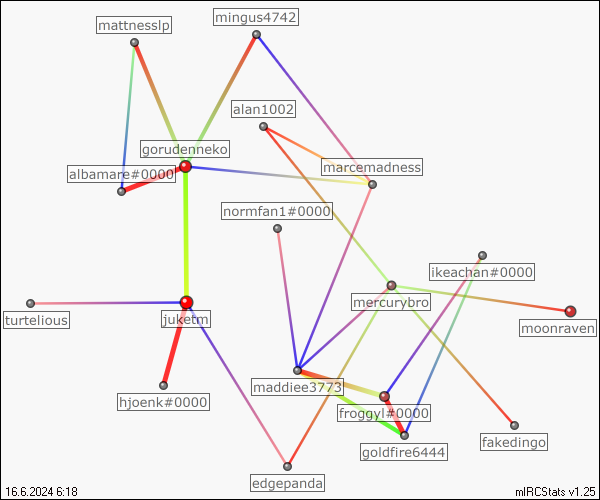 mingus4742
mattnesslp
alan1002
gorudenneko
marcemadness
albamare#0000
normfan1#0000
ikeachan#0000
mercurybro
turtelious
juketm
moonraven
maddiee3773
hjoenk#0000
froggyl#0000
fakedingo
goldfire6444
edgepanda
16.6.2024 6:18
mIRCStats v1.25